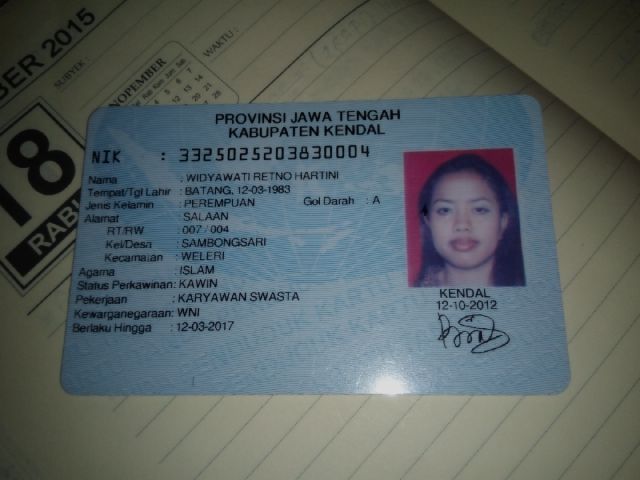 BER 2015
SUBYEK :
WAKTU :
NOPEMBER
18
RABU
PROVINSI JAWA TENGAH
KABUPATEN KENDAL
NIK : 3325025203830004
Nama : WIDYAWATI RETNO HARTINI
Tempat/Tgl Lahir : BATANG, 12-03-1983
Jenis Kelamin : PEREMPUAN Gol Darah : A
Alamat : SALAAN
RT/RW : 007 / 004
Kel/Desa : SAMBONGSARI
Kecamatan : WELERI
Agama : ISLAM
Status Perkawinan: KAWIN
Pekerjaan : KARYAWAN SWASTA
Kewarganegaraan: WNI
Berlaku Hingga : 12-03-2017
KENDAL
12-10-2012